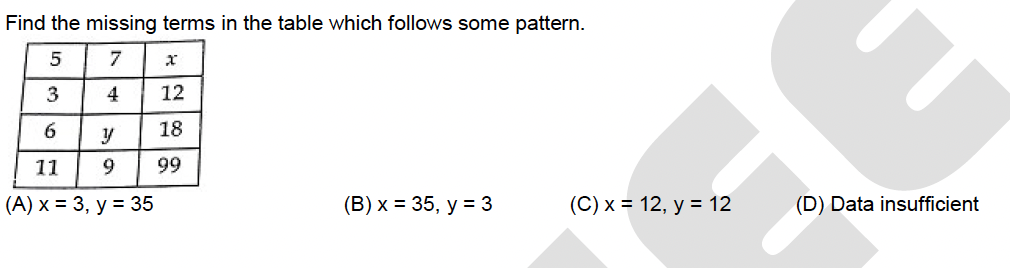 Find the missing terms in the table which follows some pattern.
5 7 x
3 4 12
6 y 18
11 9 99
(A) x = 3, y = 35 (B) x = 35, y = 3 (C) x = 12, y = 12 (D) Data insufficient